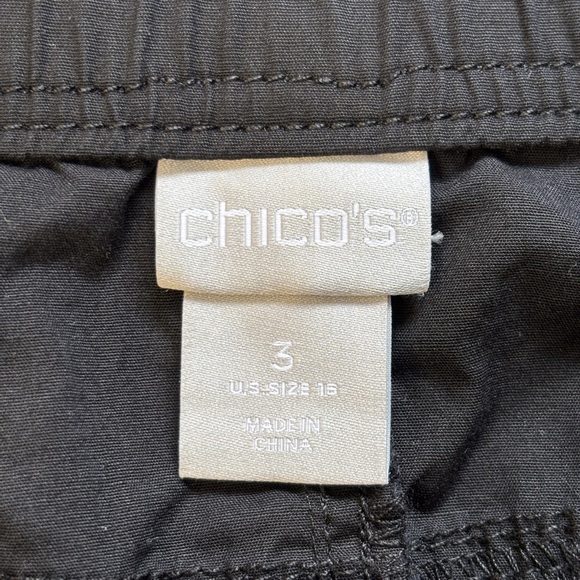 chico's®
3
U.S. SIZE 16
MADE IN
CHINA